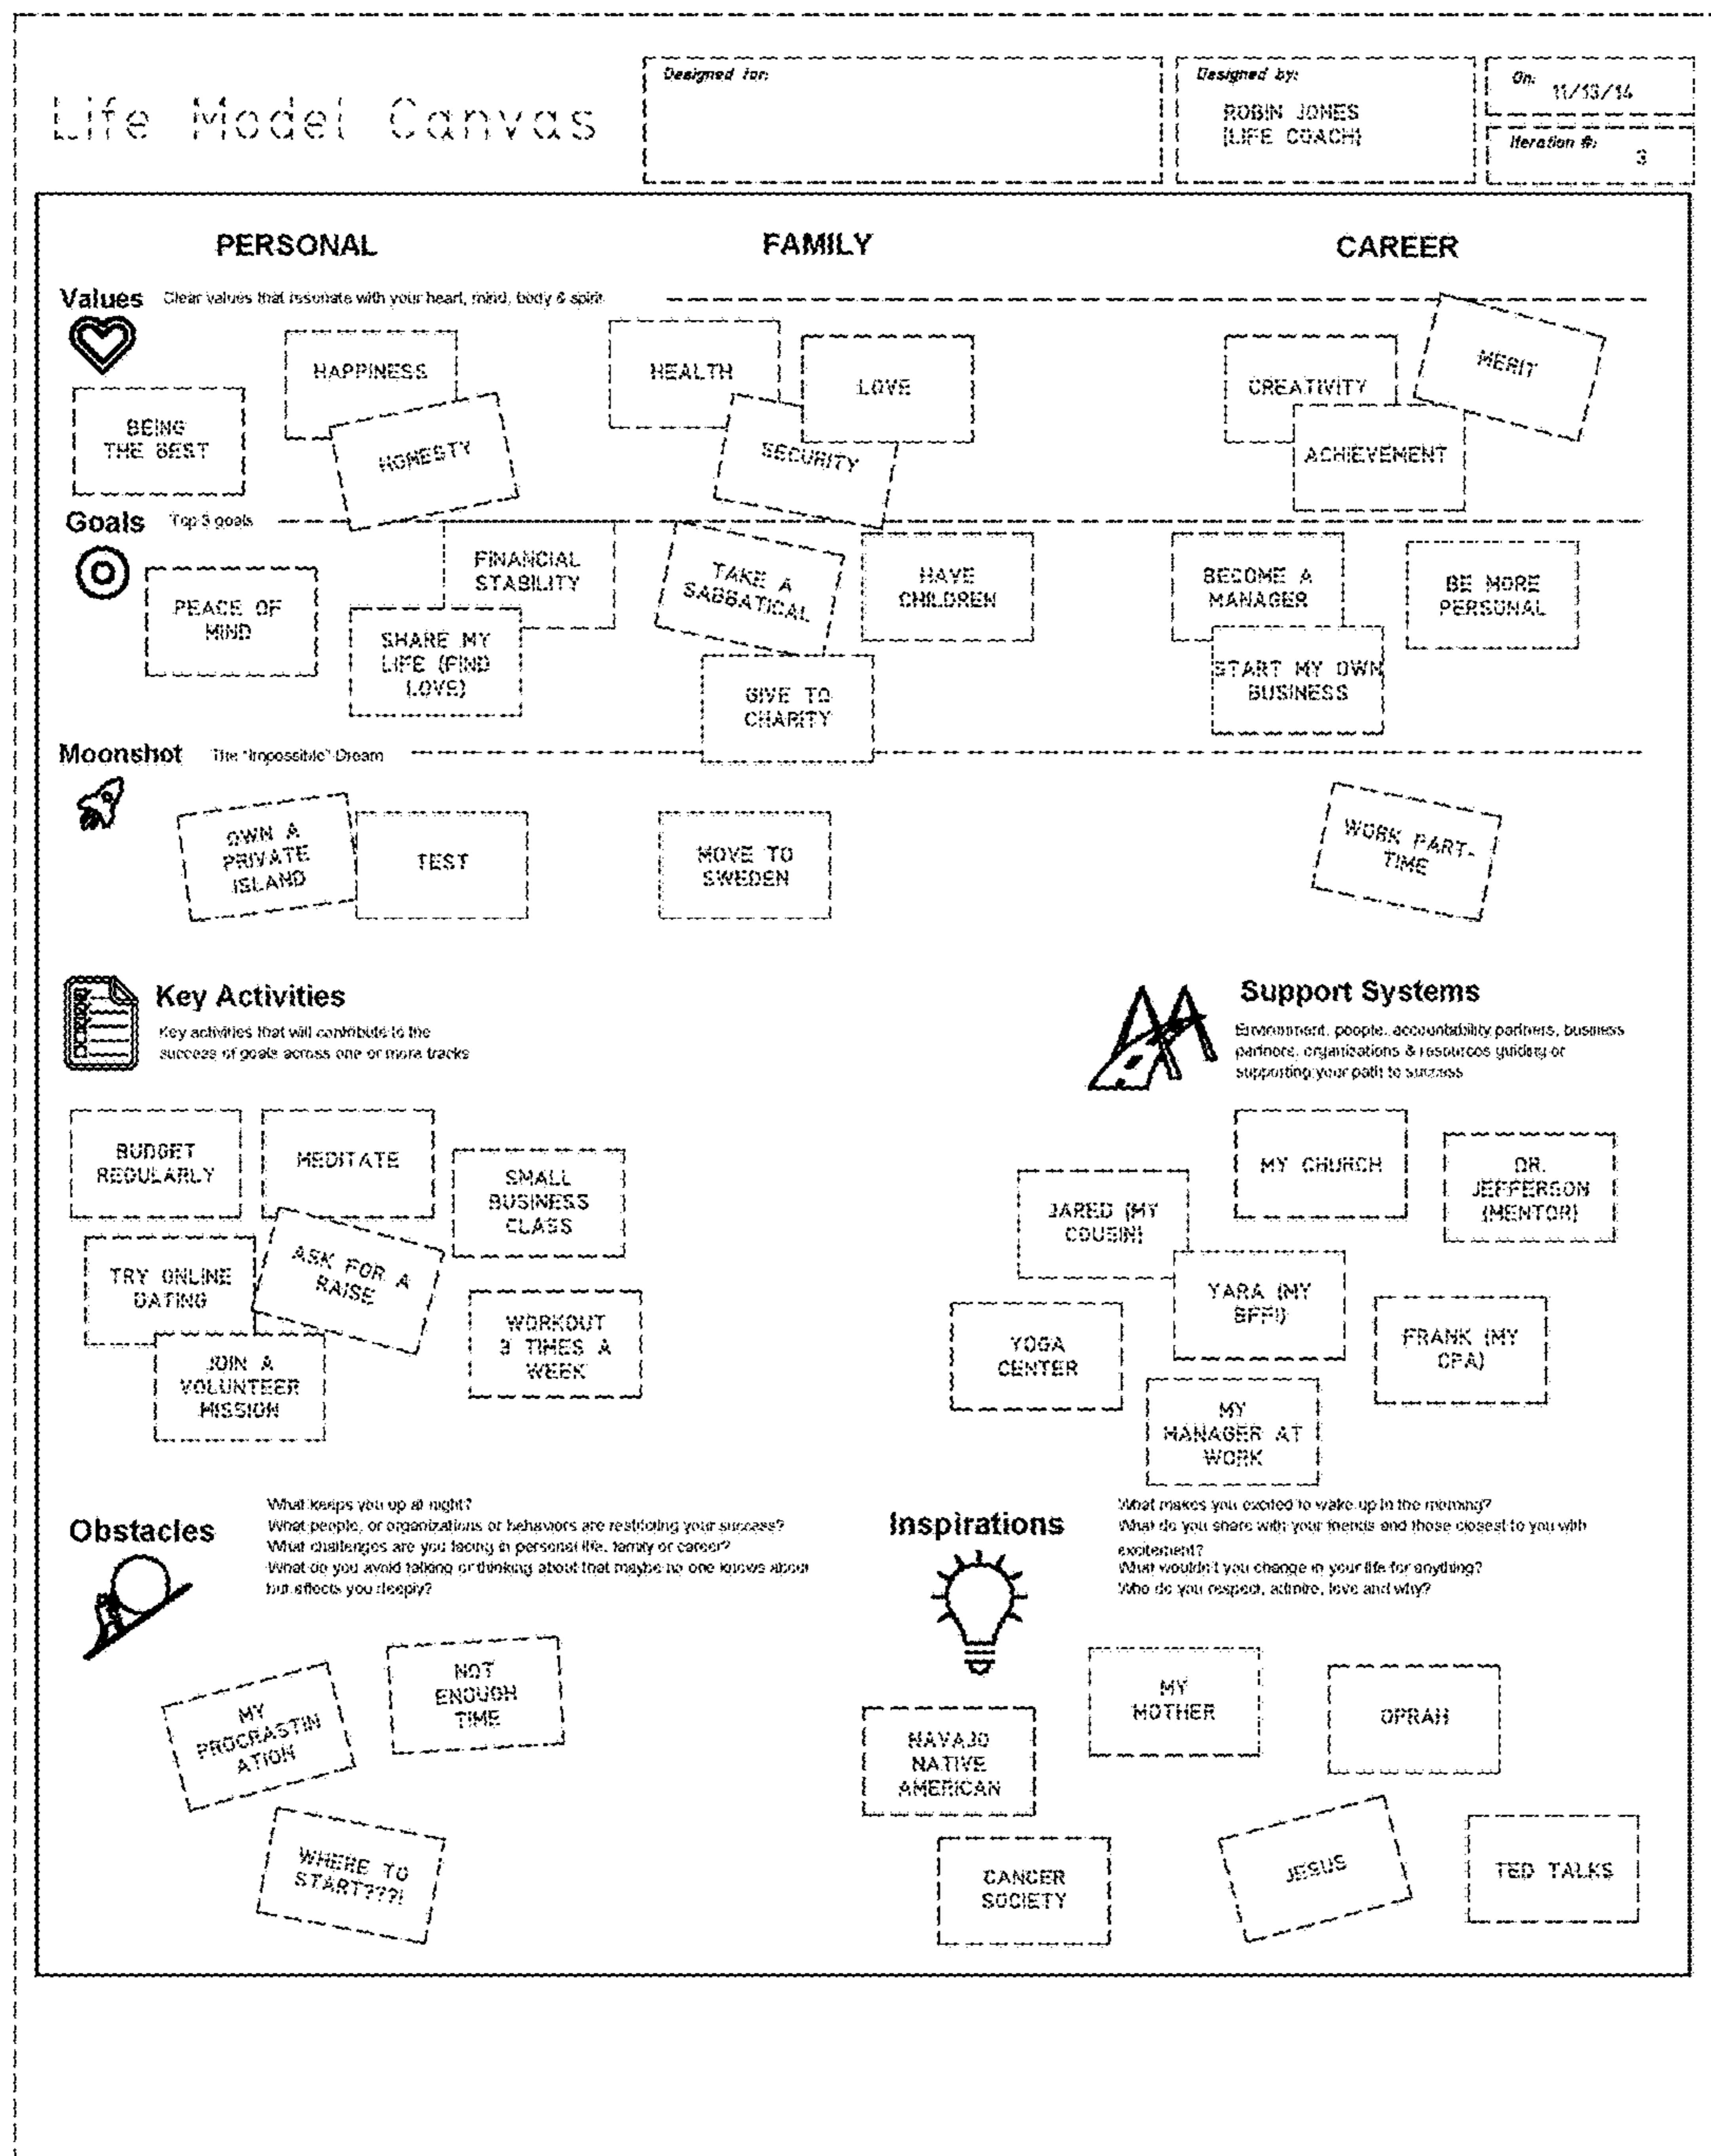 Life Model Canvas
Designed for:
Designed by:
ROBIN JONES
(LIFE COACH)
On:
11/13/14
Iteration #:
3
PERSONAL
FAMILY
CAREER
Values
Clear values that resonate with your heart, mind, body & spirit
HAPPINESS
BEING
THE BEST
HONESTY
HEALTH
LOVE
SECURITY
CREATIVITY
MERIT
ACHIEVEMENT
Goals
Top 3 goals
PEACE OF
MIND
FINANCIAL
STABILITY
SHARE MY
LIFE (FIND
LOVE)
TAKE A
SABBATICAL
HAVE
CHILDREN
GIVE TO
CHARITY
BECOME A
MANAGER
BE MORE
PERSONAL
START MY OWN
BUSINESS
Moonshot
The "Impossible" Dream
OWN A
PRIVATE
ISLAND
TEST
MOVE TO
SWEDEN
WORK PART-
TIME
Key Activities
Key activities that will contribute to the
success of goals across one or more tracks
BUDGET
REGULARLY
MEDITATE
SMALL
BUSINESS
CLASS
TRY ONLINE
DATING
ASK FOR A
RAISE
WORKOUT
3 TIMES A
WEEK
JOIN A
VOLUNTEER
MISSION
Support Systems
Environment, people, accountability partners, business
partners, organizations & resources guiding or
supporting your path to success
MY CHURCH
DR.
JEFFERSON
(MENTOR)
JARED (MY
COUSIN)
YARA (MY
BFF!)
YOGA
CENTER
FRANK (MY
CPA)
MY
MANAGER AT
WORK
Obstacles
What keeps you up at night?
What people, or organizations or behaviors are restricting your success?
What challenges are you facing in personal life, family or career?
What do you avoid talking or thinking about that maybe no one knows about
but affects you deeply?
MY
PROCRASTIN
ATION
NOT
ENOUGH
TIME
WHERE TO
START???!
Inspirations
What makes you excited to wake up in the morning?
What do you share with your friends and those closest to you with
excitement?
What wouldn't you change in your life for anything?
Who do you respect, admire, love and why?
MY
MOTHER
OPRAH
NAVAJO
NATIVE
AMERICAN
CANCER
SOCIETY
JESUS
TED TALKS